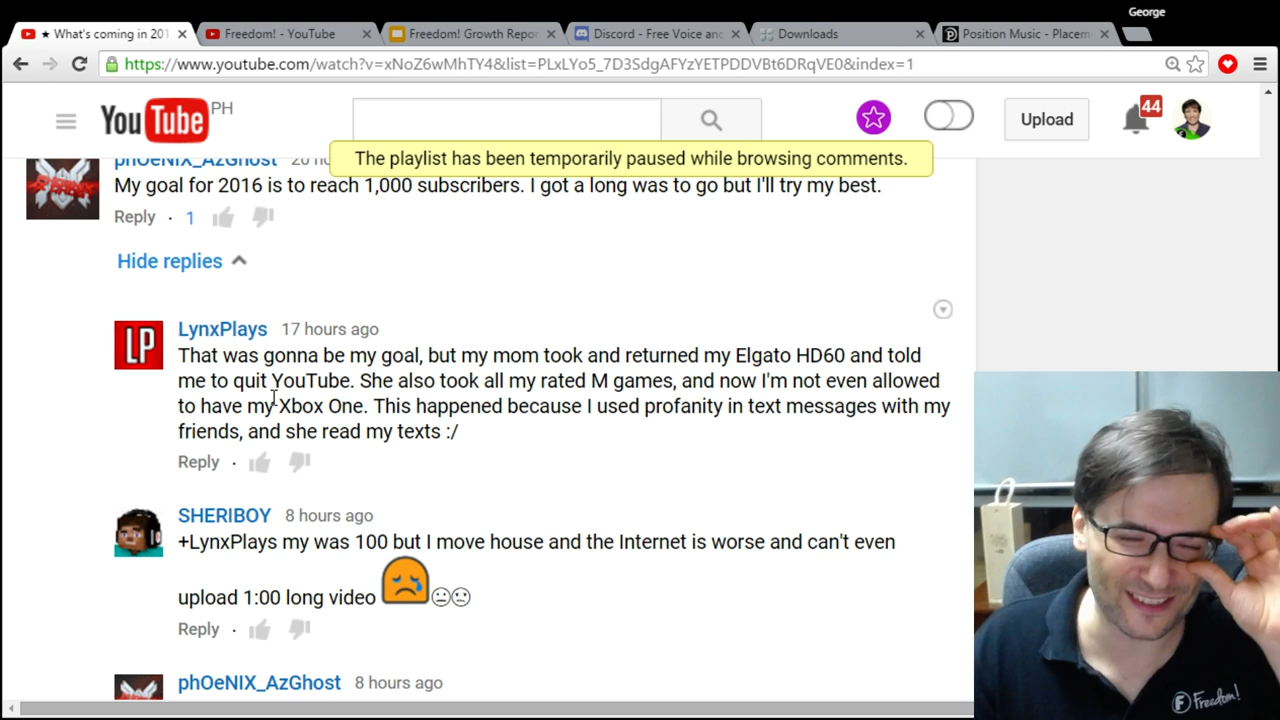 George
★ What's coming in 201
Freedom! - YouTube
Freedom! Growth Repor
Discord - Free Voice and
Downloads
Position Music - Placem
https://www.youtube.com/watch?v=xNoZ6wMhTY4&list=PLxLYo5_7D3SdgAFYzYETPDDVBt6DRqVE0&index=1
YouTube PH
Upload
44
The playlist has been temporarily paused while browsing comments.
phOeNIX_AzGhost 20 ho
My goal for 2016 is to reach 1,000 subscribers. I got a long was to go but I'll try my best.
Reply · 1
Hide replies
LP
LynxPlays 17 hours ago
That was gonna be my goal, but my mom took and returned my Elgato HD60 and told
me to quit YouTube. She also took all my rated M games, and now I'm not even allowed
to have my Xbox One. This happened because I used profanity in text messages with my
friends, and she read my texts :/
Reply ·
SHERIBOY 8 hours ago
+LynxPlays my was 100 but I move house and the Internet is worse and can't even
upload 1:00 long video
Reply ·
phOeNIX_AzGhost 8 hours ago
Freedom!